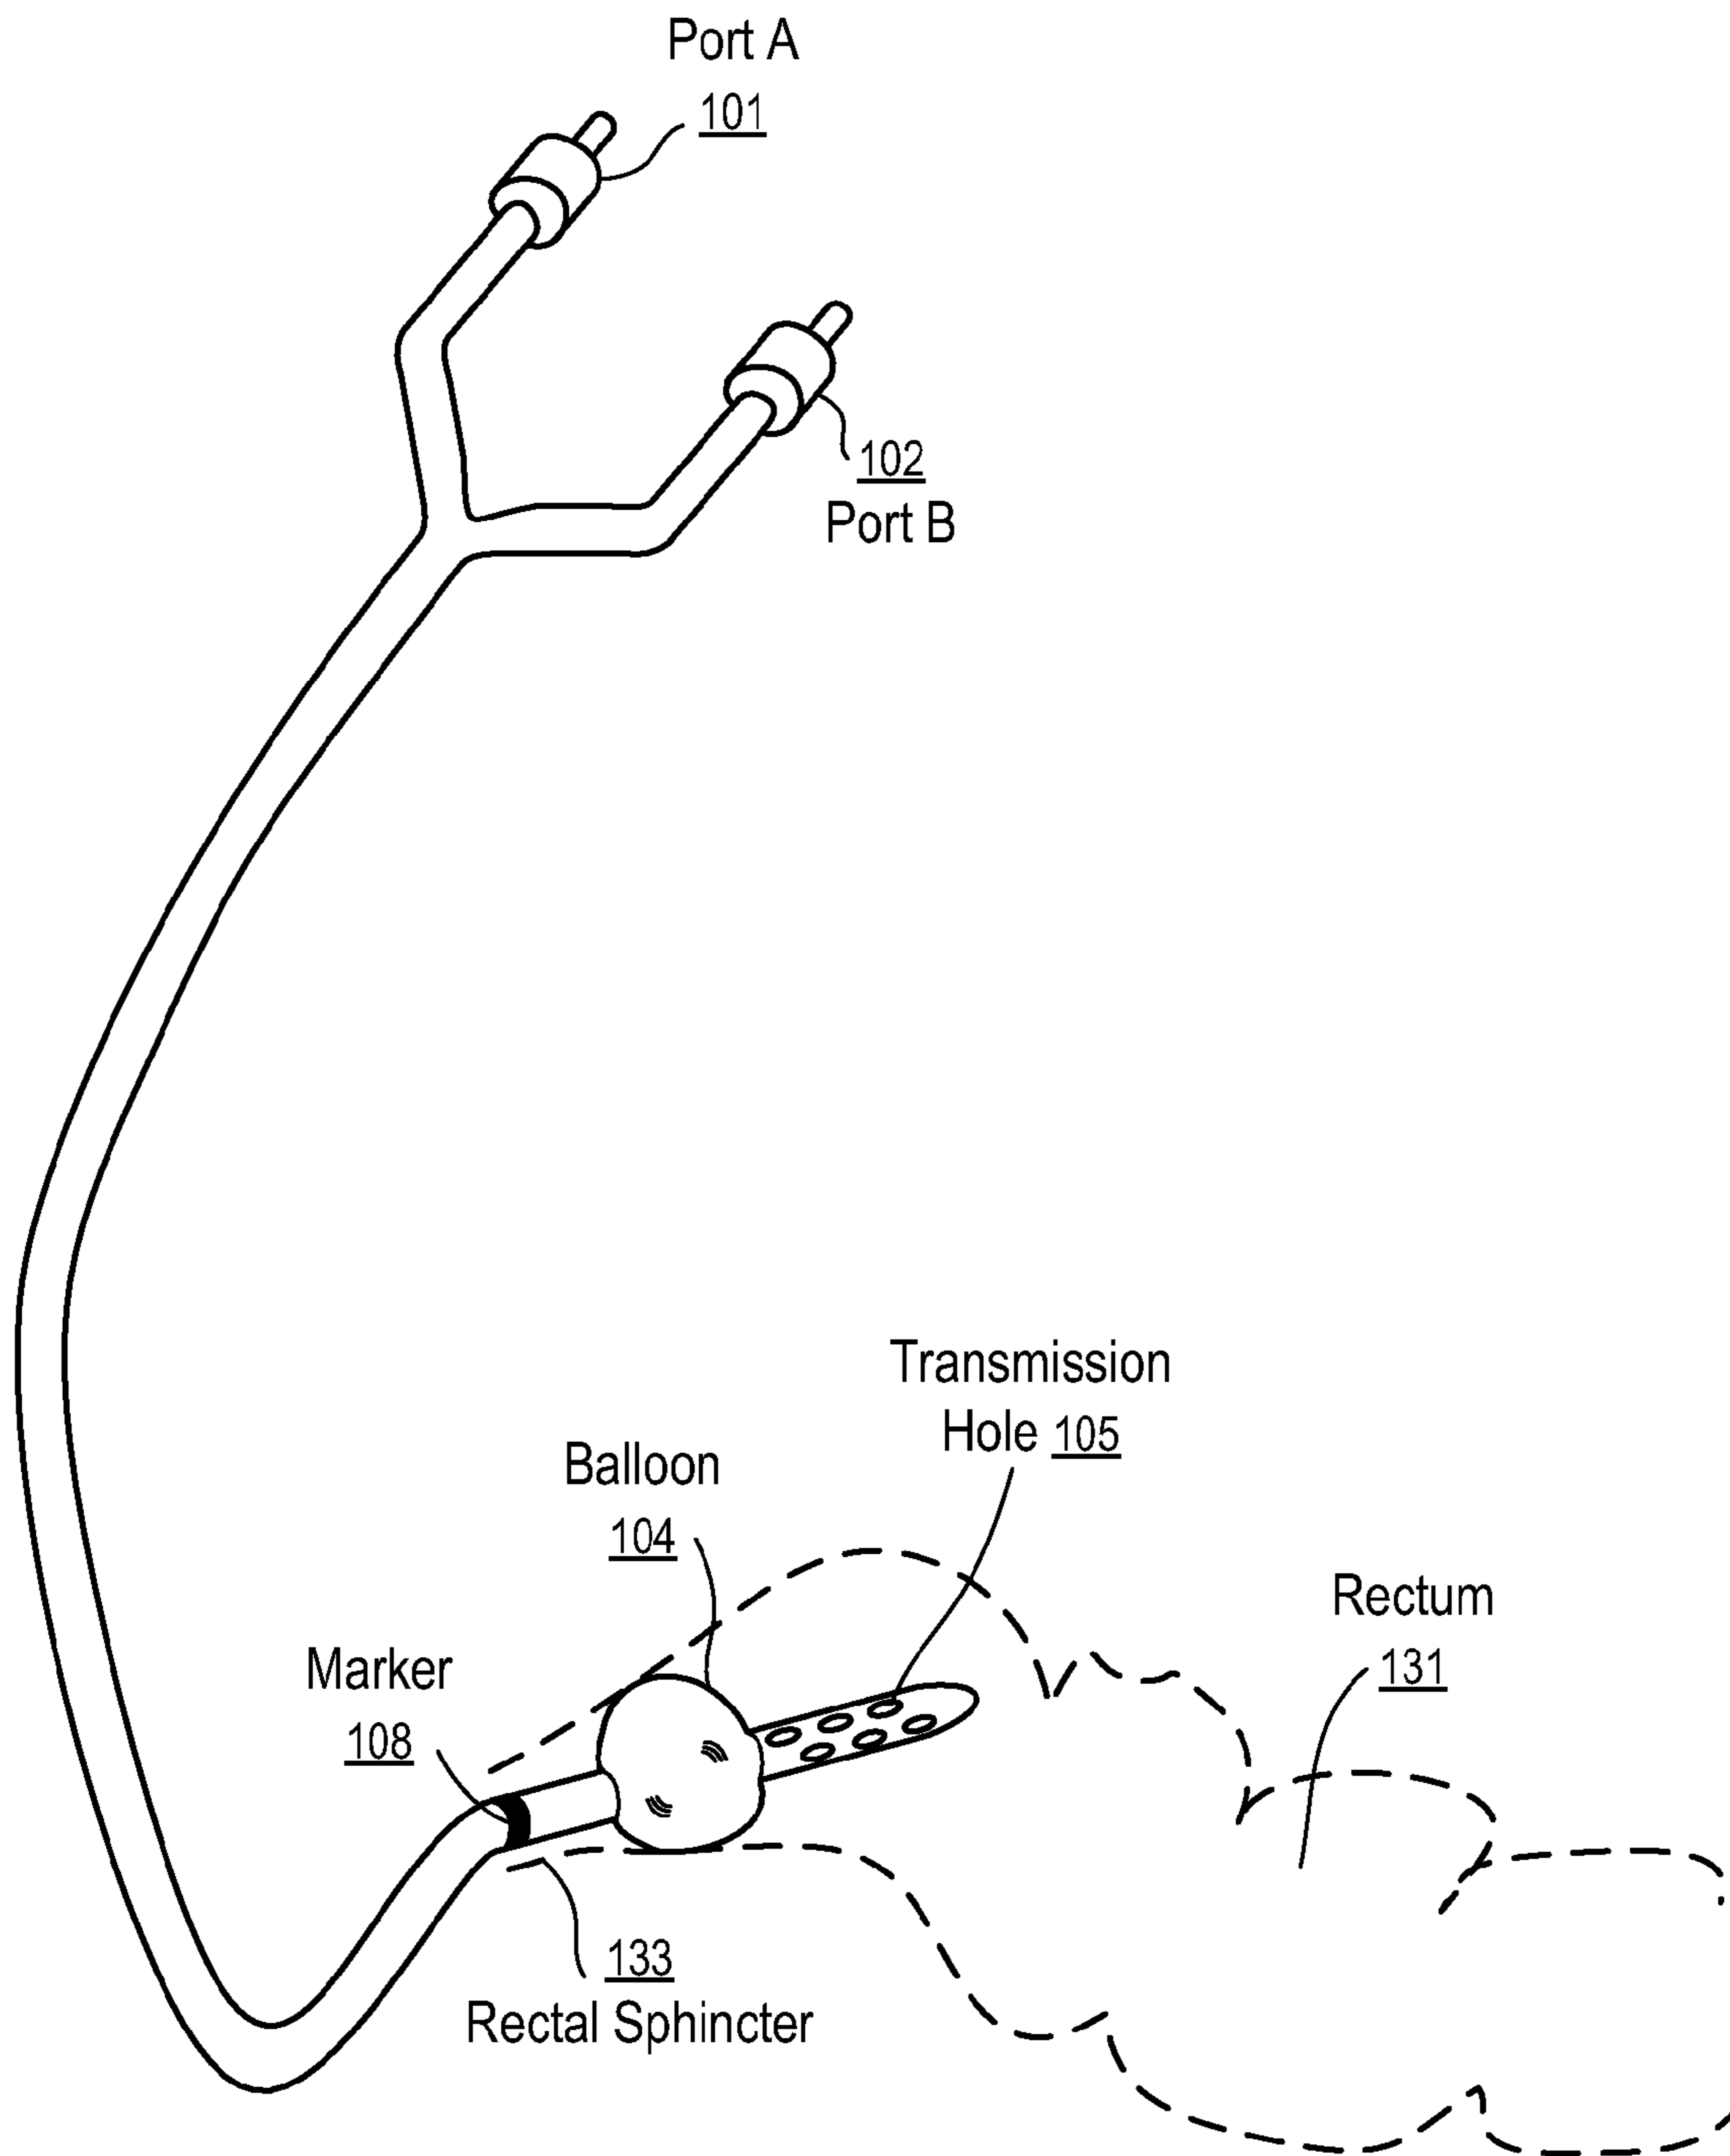 Port A
101
102
Port B
Transmission
Hole 105
Balloon
104
Rectum
131
Marker
108
133
Rectal Sphincter